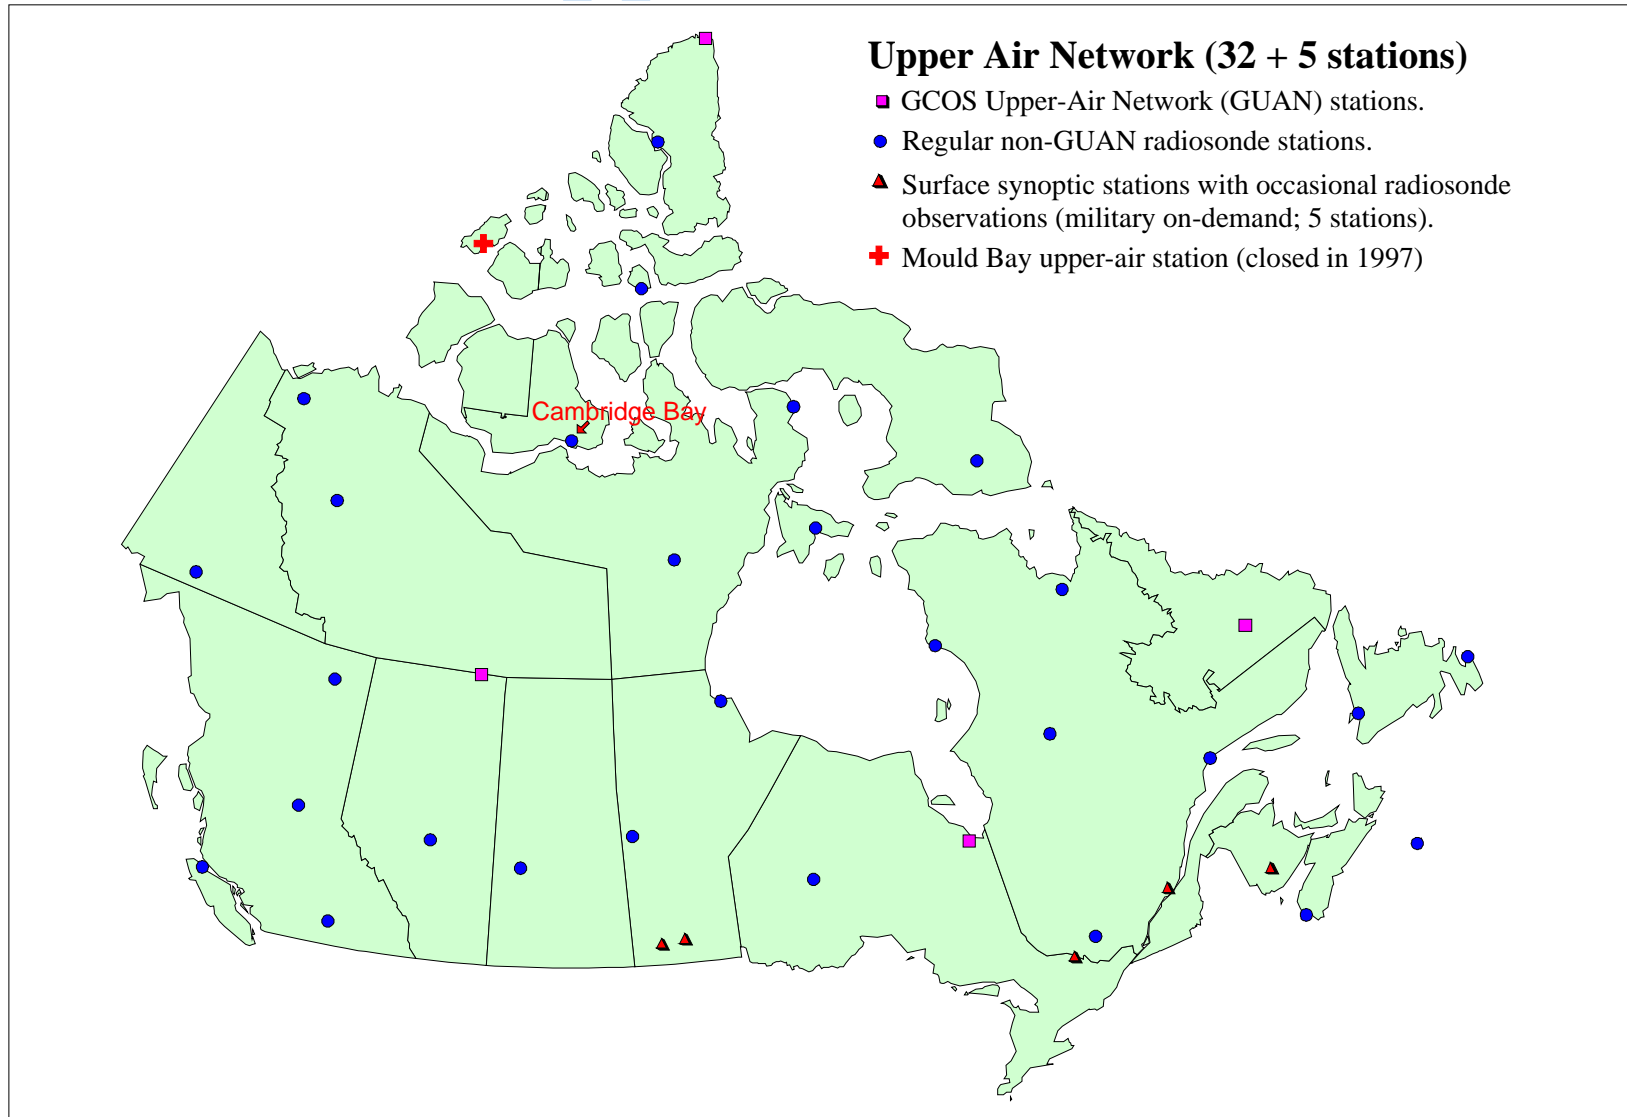 Upper Air Network (32 + 5 stations)
GCOS Upper-Air Network (GUAN) stations.
Regular non-GUAN radiosonde stations.
Surface synoptic stations with occasional radiosonde
observations (military on-demand; 5 stations).
Mould Bay upper-air station (closed in 1997)
Cambridge Bay